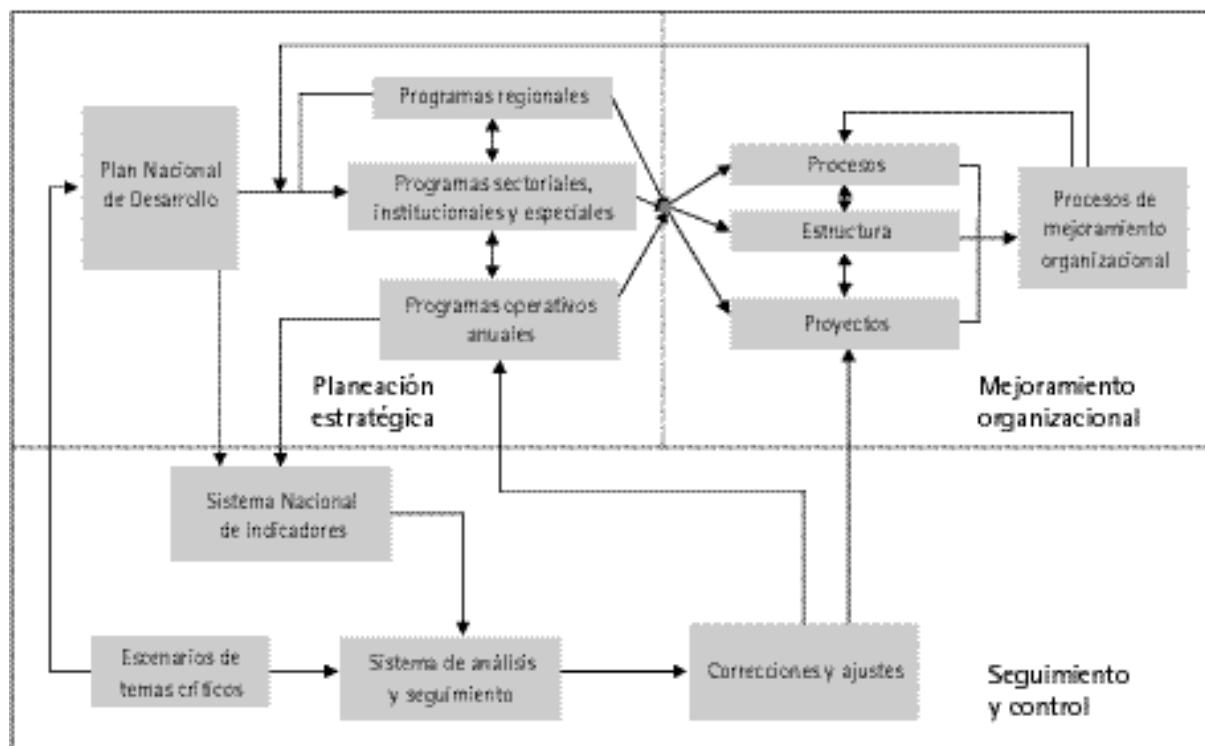 Programas regionales
Plan Nacional
de Desarrollo
Programas sectoriales,
institucionales y especiales
Programas operativos
anuales
Procesos
Estructura
Proyectos
Procesos de
mejoramiento
organizacional
Planeación
estratégica
Mejoramiento
organizacional
Sistema Nacional
de indicadores
Escenarios de
temas críticos
Sistema de análisis
y seguimiento
Correcciones y ajustes
Seguimiento
y control